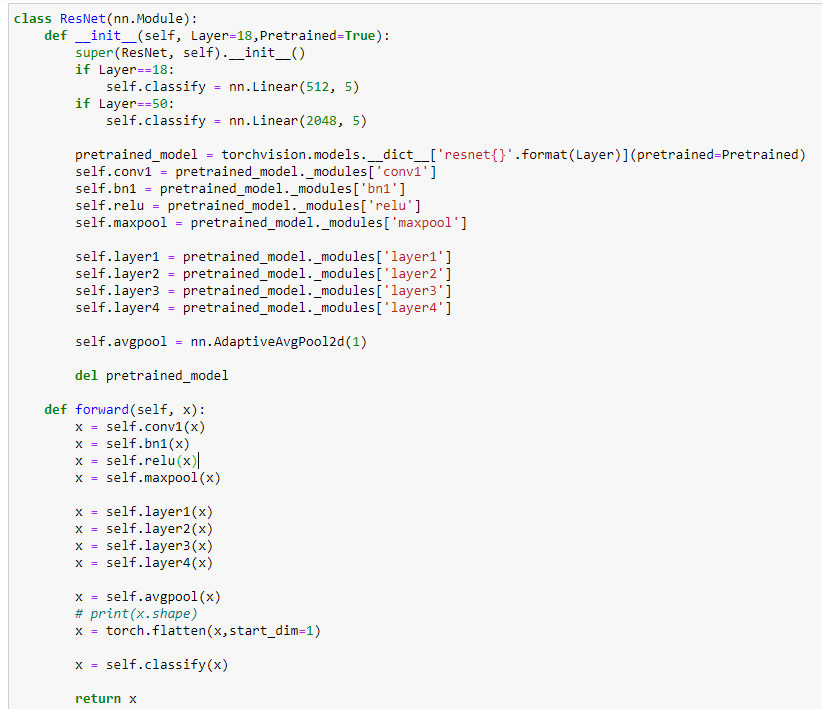 class ResNet(nn.Module):
    def __init__(self, Layer=18,Pretrained=True):
        super(ResNet, self).__init__()
        if Layer==18:
            self.classify = nn.Linear(512, 5)
        if Layer==50:
            self.classify = nn.Linear(2048, 5)

        pretrained_model = torchvision.models.__dict__['resnet{}'.format(Layer)](pretrained=Pretrained)
        self.conv1 = pretrained_model._modules['conv1']
        self.bn1 = pretrained_model._modules['bn1']
        self.relu = pretrained_model._modules['relu']
        self.maxpool = pretrained_model._modules['maxpool']

        self.layer1 = pretrained_model._modules['layer1']
        self.layer2 = pretrained_model._modules['layer2']
        self.layer3 = pretrained_model._modules['layer3']
        self.layer4 = pretrained_model._modules['layer4']

        self.avgpool = nn.AdaptiveAvgPool2d(1)

        del pretrained_model

    def forward(self, x):
        x = self.conv1(x)
        x = self.bn1(x)
        x = self.relu(x)
        x = self.maxpool(x)

        x = self.layer1(x)
        x = self.layer2(x)
        x = self.layer3(x)
        x = self.layer4(x)

        x = self.avgpool(x)
        # print(x.shape)
        x = torch.flatten(x,start_dim=1)

        x = self.classify(x)

        return x